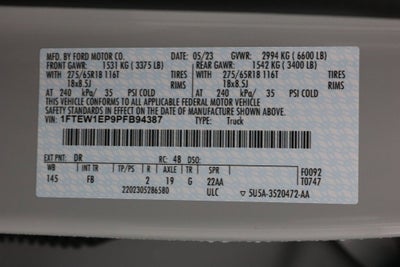 MFD. BY FORD MOTOR CO. 05/23 GVWR: 2994 KG (6600 LB)
FRONT GAWR: 1531 KG (3375 LB) REAR GAWR: 1542 KG (3400 LB)
WITH 275/65R18 116T TIRES WITH 275/65R18 116T TIRES
18x8.5J RIMS 18x8.5J RIMS
AT 240 kPa/ 35 PSI COLD AT 240 kPa/ 35 PSI COLD
THIS VEHICLE CONFORMS TO ALL APPLICABLE FEDERAL MOTOR VEHICLE
SAFETY AND THEFT PREVENTION STANDARDS IN EFFECT ON THE DATE OF
MANUFACTURE SHOWN ABOVE.
VIN: 1FTEW1EP9PFB94387 TYPE: Truck
EXT PNT: DR RC: 48 DSO: F0092
WB INT TR TP/PS R AXLE TR SPR T0747
145 FB 2 19 G 22AA
2202305286580 ULC SU5A-3520472-AA